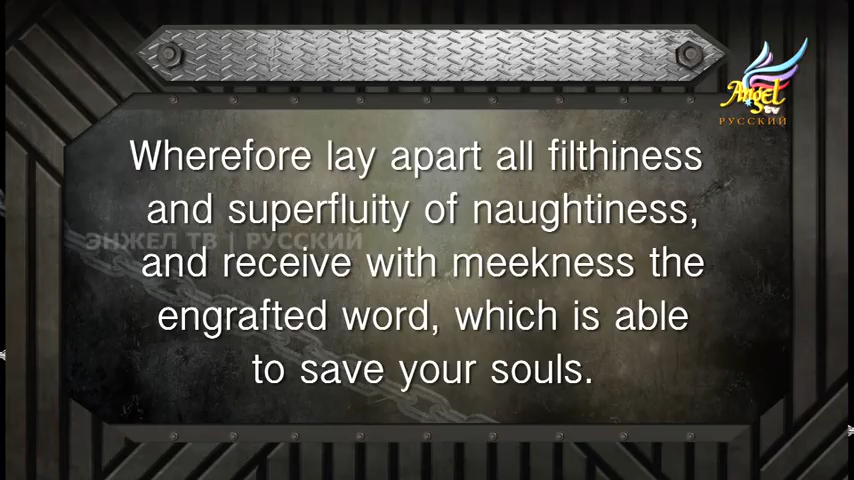 Angel
TV
РУССКИЙ
Wherefore lay apart all filthiness
and superfluity of naughtiness,
ЭНЖЕЛ ТВ | РУССКИЙ
and receive with meekness the
engrafted word, which is able
to save your souls.